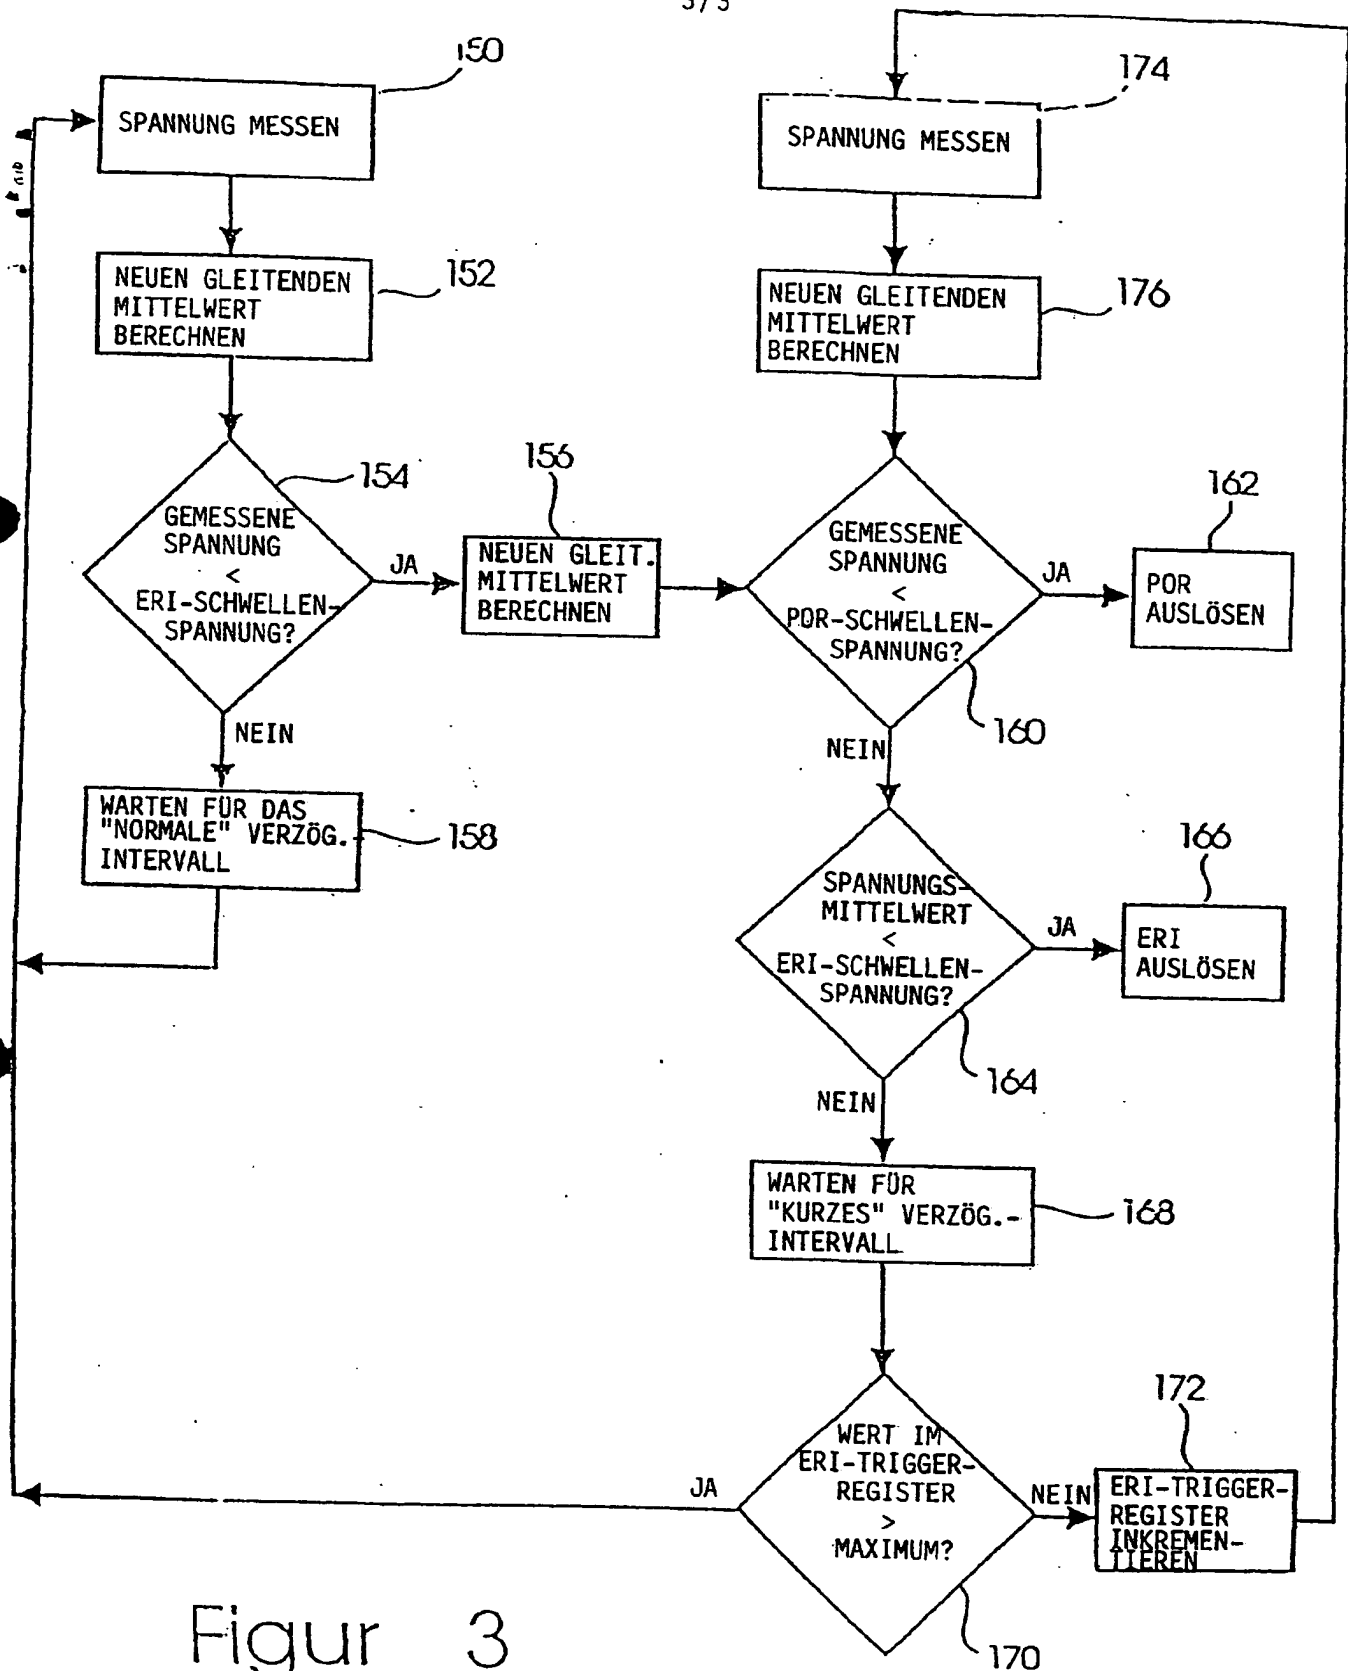 3/3
150
SPANNUNG MESSEN
174
SPANNUNG MESSEN
NEUEN GLEITENDEN
MITTELWERT
BERECHNEN
152
NEUEN GLEITENDEN
MITTELWERT
BERECHNEN
176
154
GEMESSENE
SPANNUNG
<
ERI-SCHWELLEN-
SPANNUNG?
JA
156
NEUEN GLEIT.
MITTELWERT
BERECHNEN
GEMESSENE
SPANNUNG
<
POR-SCHWELLEN-
SPANNUNG?
160
JA
162
POR
AUSLÖSEN
NEIN
WARTEN FÜR DAS
"NORMALE" VERZÖG.-
INTERVALL
158
NEIN
SPANNUNGS-
MITTELWERT
<
ERI-SCHWELLEN-
SPANNUNG?
164
JA
166
ERI
AUSLÖSEN
NEIN
WARTEN FÜR
"KURZES" VERZÖG.-
INTERVALL
168
WERT IM
ERI-TRIGGER-
REGISTER
>
MAXIMUM?
170
JA
NEIN
172
ERI-TRIGGER-
REGISTER
INKREMEN-
TIEREN
Figur 3